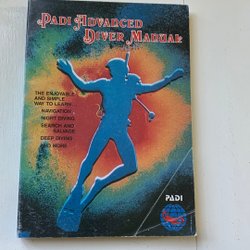 PADI ADVANCED
DIVER MANUAL
THE ENJOYABLE
AND SIMPLE
WAY TO LEARN:
NAVIGATION
NIGHT DIVING
SEARCH AND
SALVAGE
DEEP DIVING
AND MORE
PADI